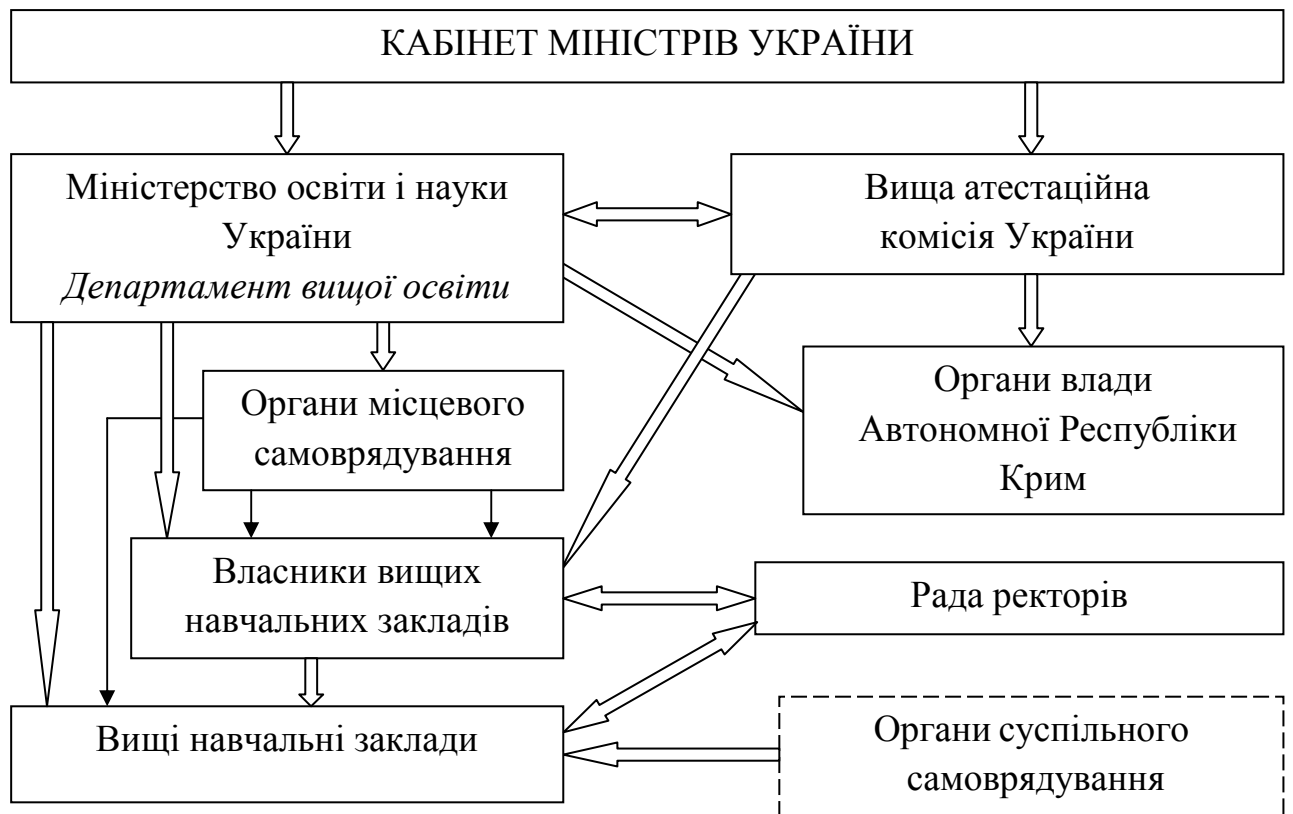 КАБІНЕТ МІНІСТРІВ УКРАЇНИ
Міністерство освіти і науки
України
Департамент вищої освіти
Вища атестаційна
комісія України
Органи місцевого
самоврядування
Органи влади
Автономної Республіки
Крим
Власники вищих
навчальних закладів
Рада ректорів
Вищі навчальні заклади
Органи суспільного
самоврядування